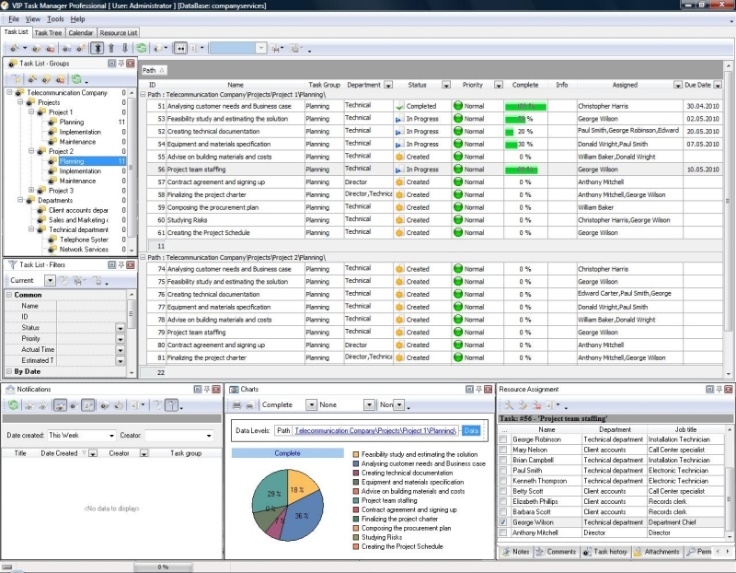 VIP Task Manager Professional [ User: Administrator ] [DataBase: companyservices]
File View Tools Help
Task List Task Tree Calendar Resource List
Task List - Groups
Telecommunication Company 0
Projects 0
Project 1 0
Planning 11
Implementation 0
Maintenance 0
Project 2 0
Planning 11
Implementation 0
Maintenance 0
Project 3 0
Departments 0
Client accounts depar 0
Sales and Marketing 0
Technical department 0
Telephone System 0
Network Services 0
Task List - Filters
Current
Common
Name
ID
Status
Priority
Actual Time
Estimated T
By Date
Path
ID Name Task Group Department Status Priority Complete Info Assigned Due Date
Path : Telecommunication Company\Projects\Project 1\Planning\
51 Analysing customer needs and Business case Planning Technical Completed Normal Christopher Harris 30.04.2010
53 Feasibility study and estimating the solution Planning Technical In Progress Normal George Wilson 02.05.2010
52 Creating technical documentation Planning Technical In Progress Normal 20 % Paul Smith,George Robinson,Edward 20.05.2010
54 Equipment and materials specification Planning Technical In Progress Normal 30 % Donald Wright,Paul Smith 07.05.2010
55 Advise on building materials and costs Planning Technical Created Normal 0 % William Baker,Donald Wright
56 Project team staffing Planning Technical In Progress Normal George Wilson 10.05.2010
57 Contract agreement and signing up Planning Director Created Normal 0 % Anthony Mitchell
58 Finalizing the project charter Planning Director,Technica Created Normal 0 % Anthony Mitchell,George Wilson
59 Composing the procurement plan Planning Technical Created Normal 0 % William Baker
60 Studying Risks Planning Technical Created Normal 0 % Christopher Harris,George Wilson
61 Creating the Project Schedule Planning Technical Created Normal 0 % Anthony Mitchell,George Wilson
11
Path : Telecommunication Company\Projects\Project 2\Planning\
74 Analysing customer needs and Business case Planning Technical Created Normal 0 % Christopher Harris
75 Feasibility study and estimating the solution Planning Technical Created Normal 0 % George Wilson
76 Creating technical documentation Planning Technical Created Normal 0 % Edward Carter,Paul Smith,George
77 Equipment and materials specification Planning Technical Created Normal 0 % Donald Wright,Paul Smith
78 Advise on building materials and costs Planning Technical Created Normal 0 % William Baker,Donald Wright
79 Project team staffing Planning Technical Created Normal 0 % George Wilson
80 Contract agreement and signing up Planning Director Created Normal 0 % Anthony Mitchell
81 Finalizing the project charter Planning Director,Technica Created Normal 0 % Anthony Mitchell,George Wilson
22
Notifications
Date created: This Week Creator:
Title Date Created Creator Task group
<No data to display>
Charts
Complete None Non
Data Levels: Path Telecommunication Company\Projects\Project 1\Planning\ Data
Complete
29 %
18 %
0 %
7 %
36 %
Feasibility study and estimating the solution
Analysing customer needs and Business case
Creating technical documentation
Equipment and materials specification
Advise on building materials and costs
Project team staffing
Contract agreement and signing up
Finalizing the project charter
Composing the procurement plan
Studying Risks
Creating the Project Schedule
Resource Assignment
Task: #56 - 'Project team staffing'
... Name Department Job title
George Robinson Technical department Installation Technician
Mary Nelson Client accounts Call Center specialist
Brian Campbell Technical department Installation Technician
Paul Smith Technical department Electronic Technician
Kenneth Thompson Technical department Electronic Technician
Betty Scott Client accounts Call Center specialist
Elizabeth Phillips Client accounts Records clerk
Barbara Scott Client accounts Records clerk
George Wilson Technical department Department Chief
Anthony Mitchell Director Director
Notes Comments Task history Attachments Perm
0 %